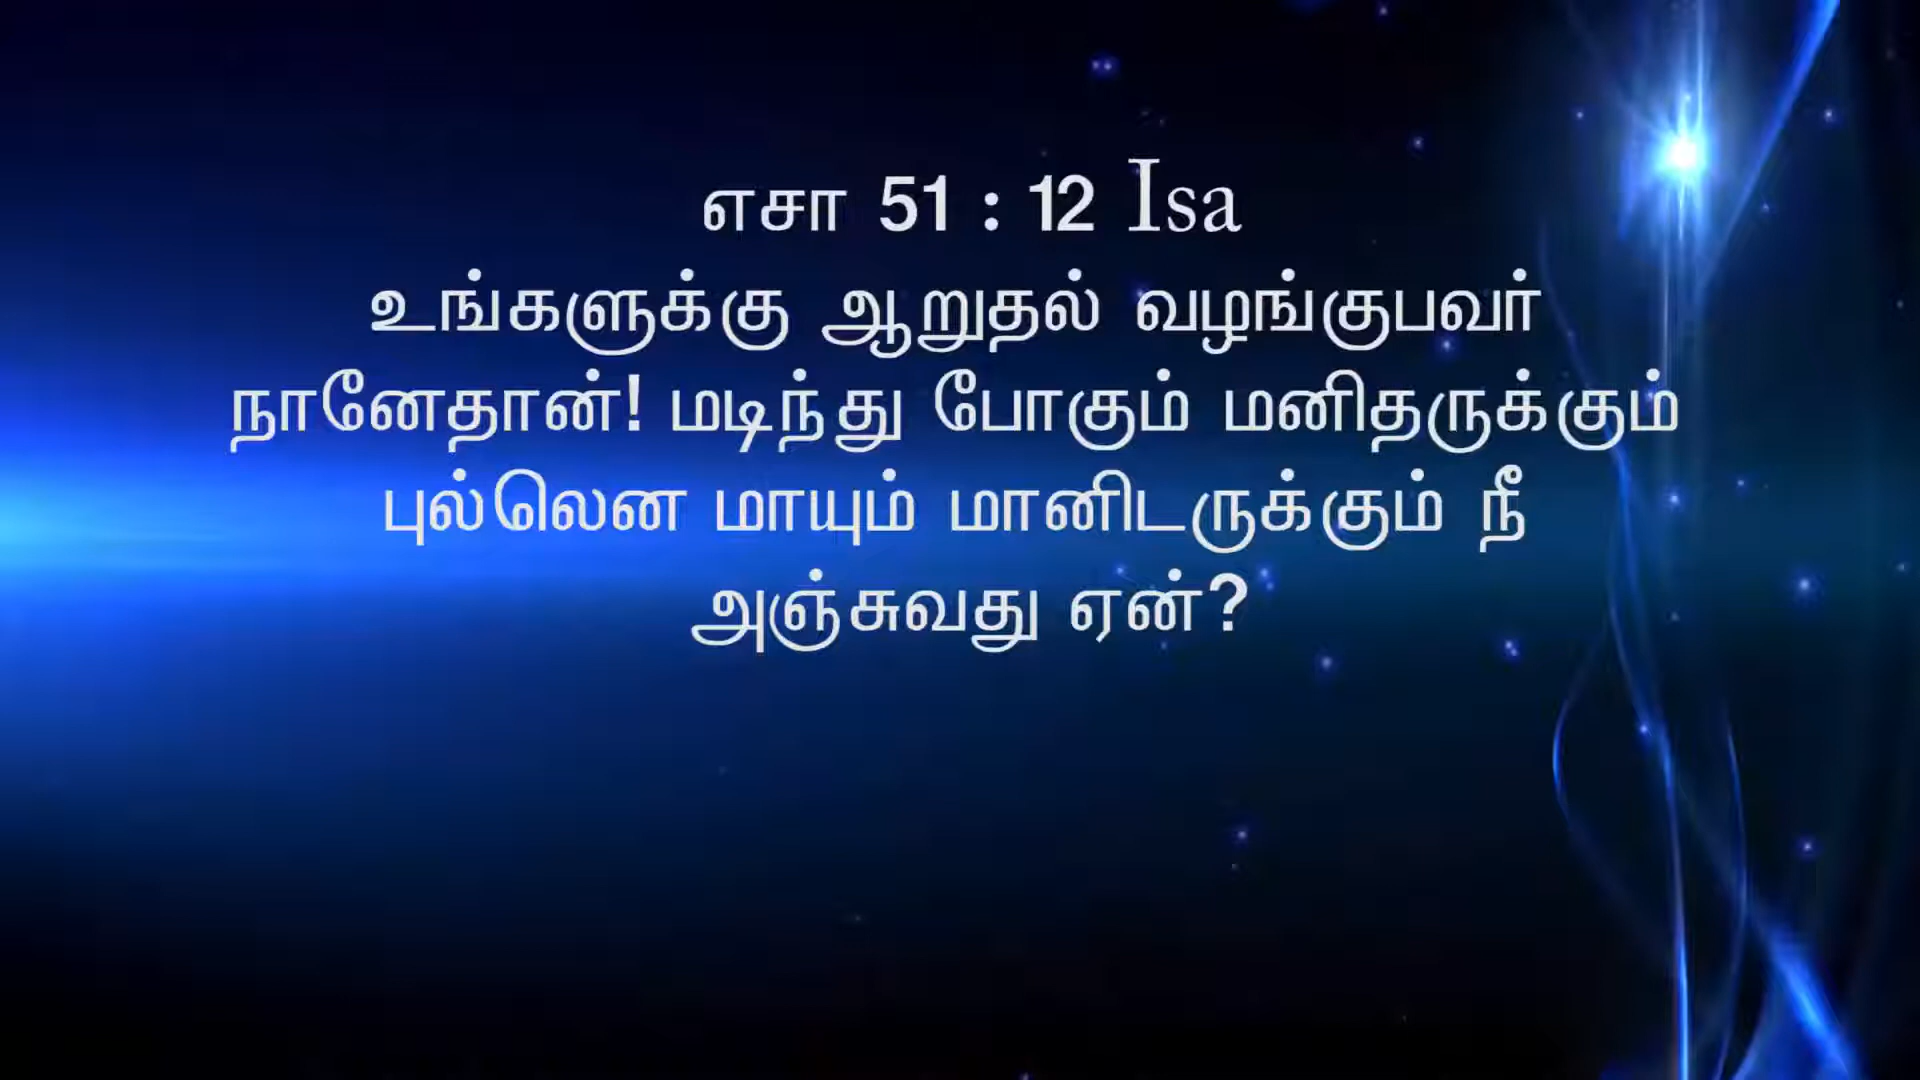 எசா 51 : 12 Isa
உங்களுக்கு ஆறுதல் வழங்குபவர்
நானேதான்! மடிந்து போகும் மனிதருக்கும்
புல்லென மாயும் மானிடருக்கும் நீ
அஞ்சுவது ஏன்?